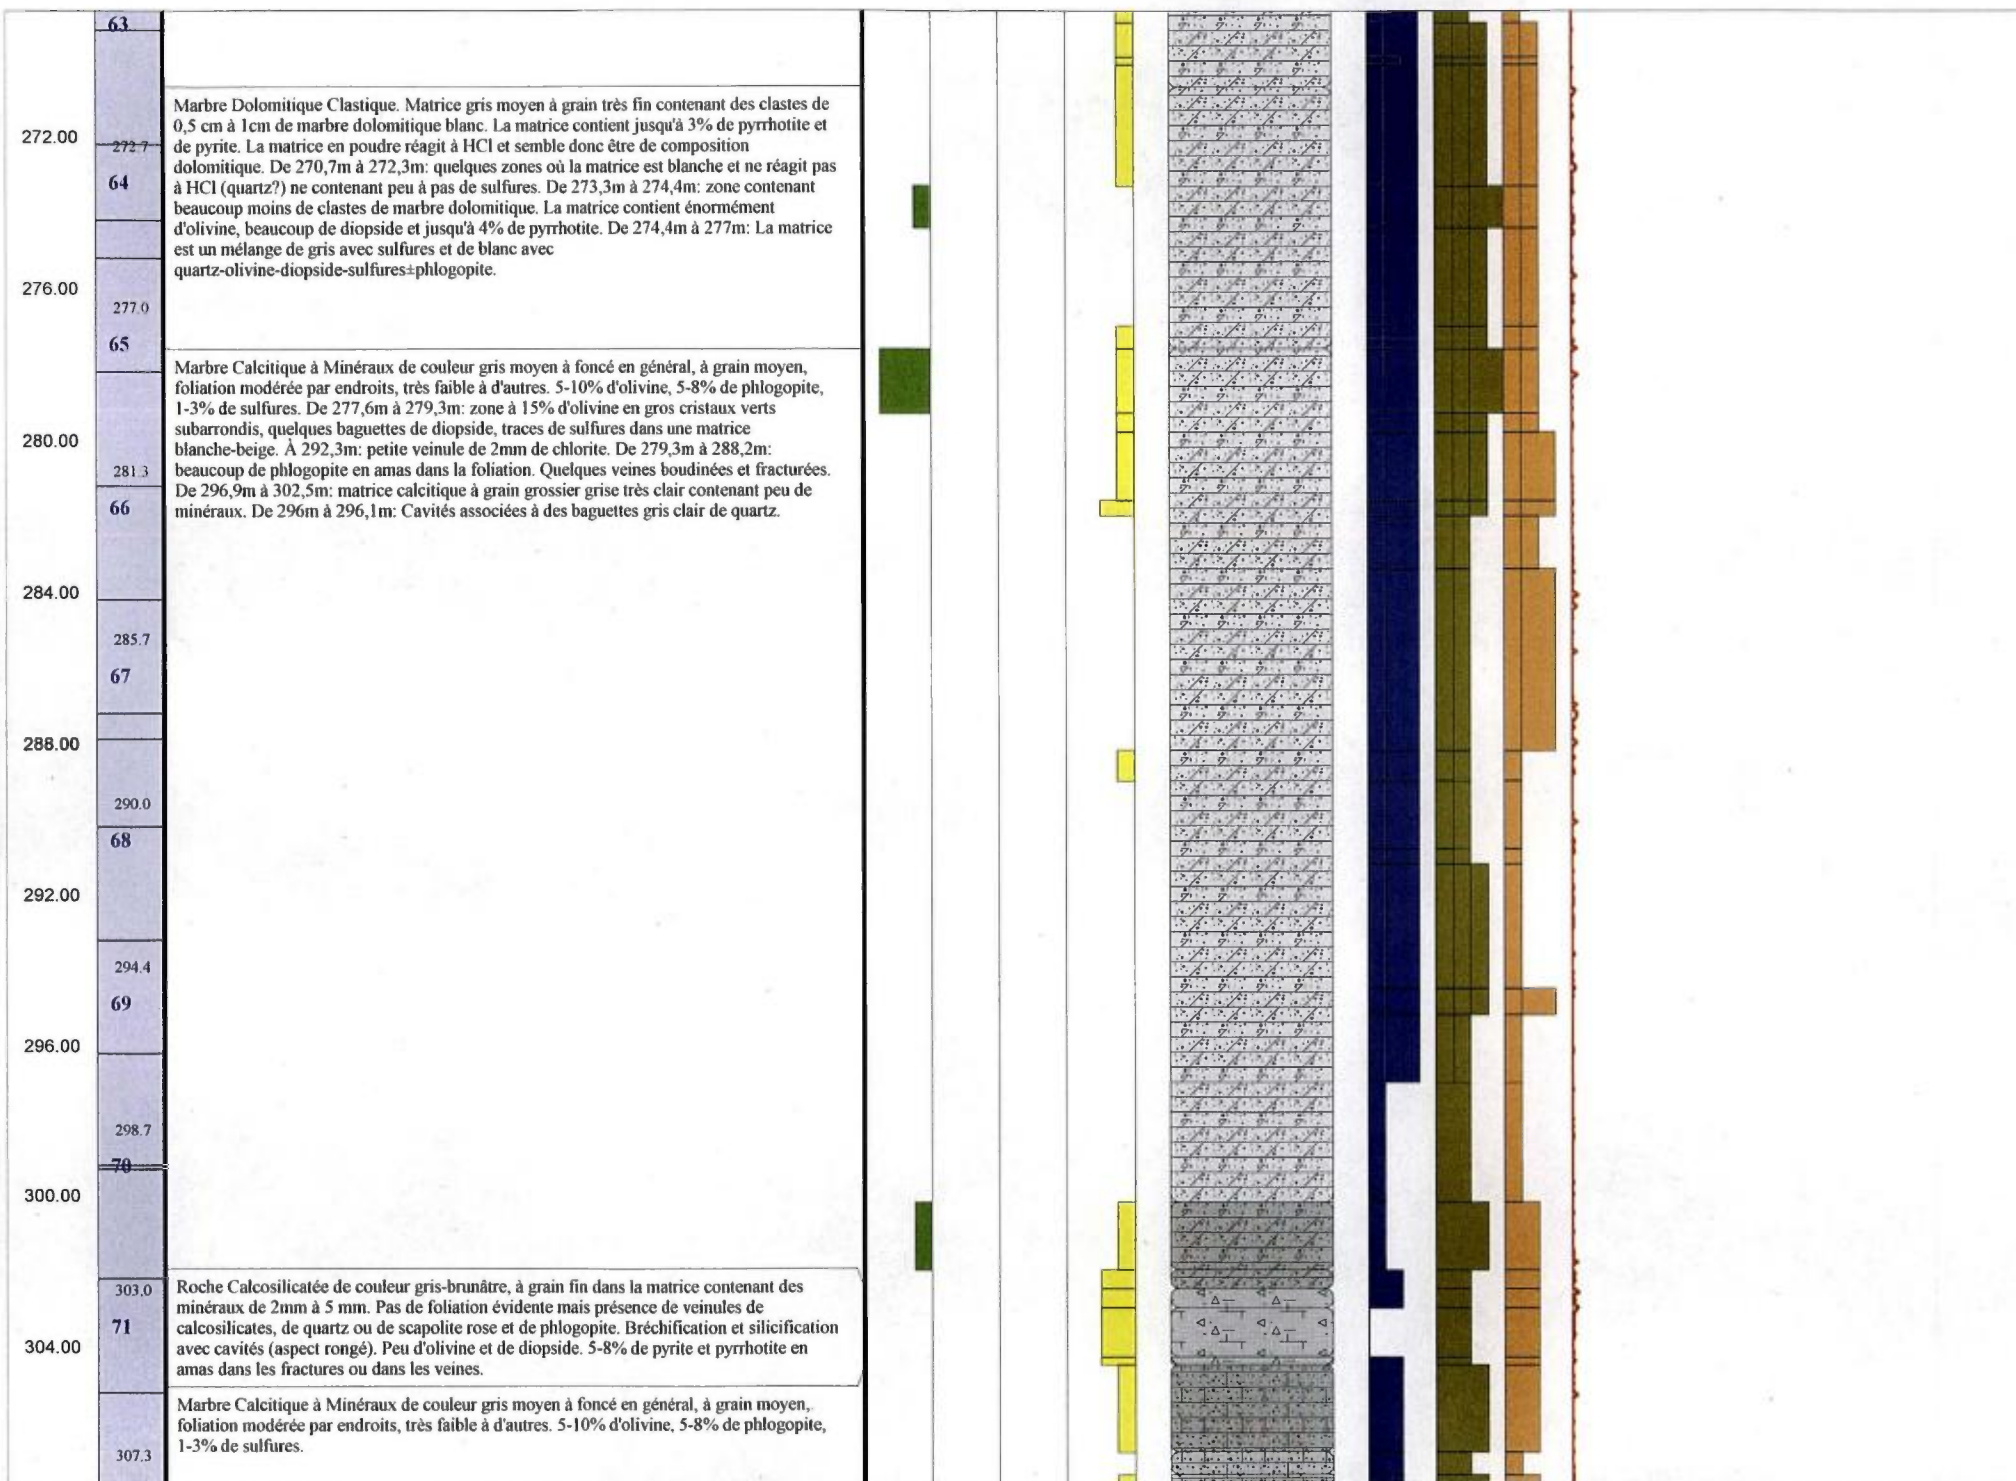 63
Marbre Dolomitique Clastique. Matrice gris moyen à grain très fin contenant des clastes de
0,5 cm à 1cm de marbre dolomitique blanc. La matrice contient jusqu'à 3% de pyrrhotite et
de pyrite. La matrice en poudre réagit à HCl et semble donc être de composition
dolomitique. De 270,7m à 272,3m: quelques zones où la matrice est blanche et ne réagit pas
à HCl (quartz?) ne contenant peu à pas de sulfures. De 273,3m à 274,4m: zone contenant
beaucoup moins de clastes de marbre dolomitique. La matrice contient énormément
d'olivine, beaucoup de diopside et jusqu'à 4% de pyrrhotite. De 274,4m à 277m: La matrice
est un mélange de gris avec sulfures et de blanc avec
quartz-olivine-diopside-sulfures±phlogopite.
272.00
272.7
64
276.00
277.0
65
Marbre Calcitique à Minéraux de couleur gris moyen à foncé en général, à grain moyen,
foliation modérée par endroits, très faible à d'autres. 5-10% d'olivine, 5-8% de phlogopite,
1-3% de sulfures. De 277,6m à 279,3m: zone à 15% d'olivine en gros cristaux verts
subarrondis, quelques baguettes de diopside, traces de sulfures dans une matrice
blanche-beige. À 292,3m: petite veinule de 2mm de chlorite. De 279,3m à 288,2m:
beaucoup de phlogopite en amas dans la foliation. Quelques veines boudinées et fracturées.
De 296,9m à 302,5m: matrice calcitique à grain grossier grise très clair contenant peu de
minéraux. De 296m à 296,1m: Cavités associées à des baguettes gris clair de quartz.
280.00
281.3
66
284.00
285.7
67
288.00
290.0
68
292.00
294.4
69
296.00
298.7
70
300.00
303.0
Roche Calcosilicatée de couleur gris-brunâtre, à grain fin dans la matrice contenant des
minéraux de 2mm à 5 mm. Pas de foliation évidente mais présence de veinules de
calcosilicates, de quartz ou de scapolite rose et de phlogopite. Bréchification et silicification
avec cavités (aspect rongé). Peu d'olivine et de diopside. 5-8% de pyrite et pyrrhotite en
amas dans les fractures ou dans les veines.
71
304.00
Marbre Calcitique à Minéraux de couleur gris moyen à foncé en général, à grain moyen,
foliation modérée par endroits, très faible à d'autres. 5-10% d'olivine, 5-8% de phlogopite,
1-3% de sulfures.
307.3